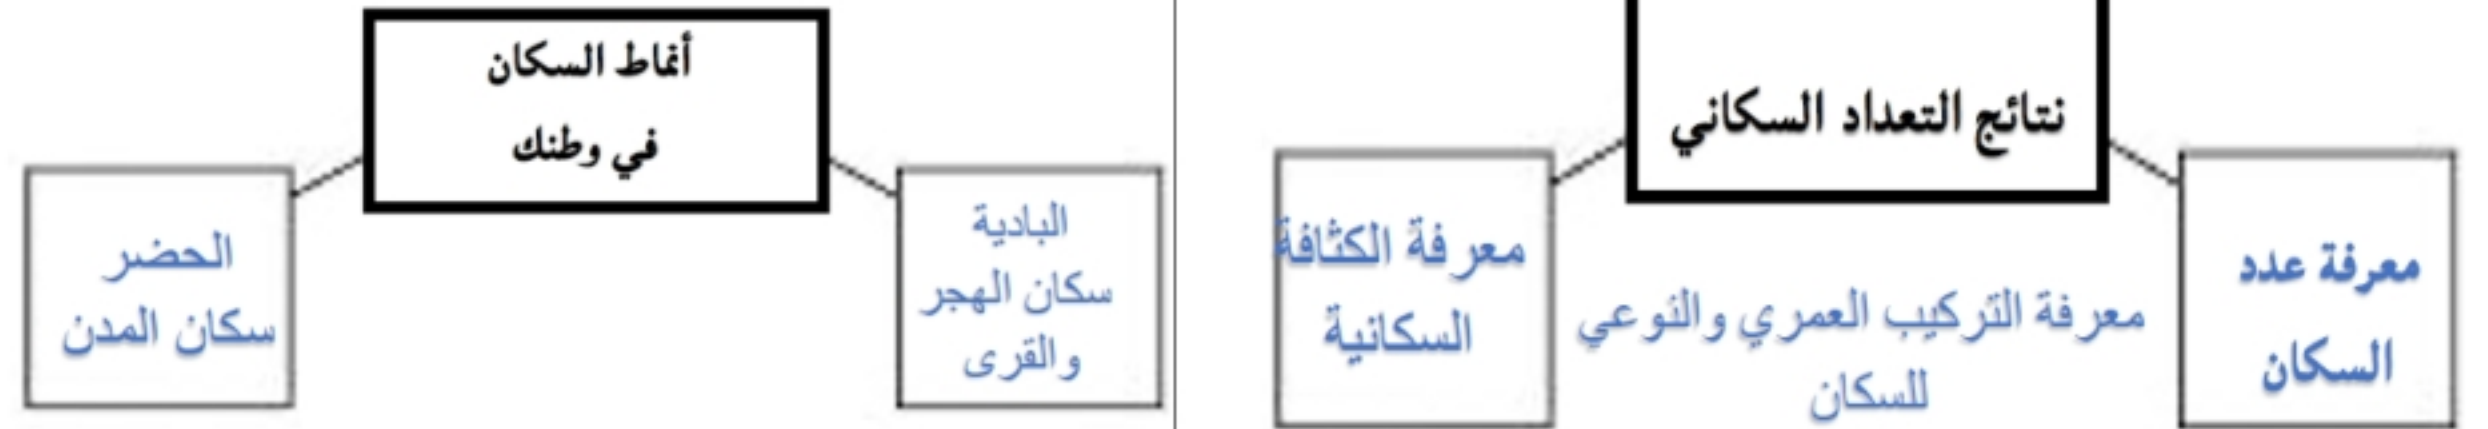 نتائج التعداد السكاني
معرفة عدد
السكان
معرفة التركيب العمري والنوعي
للسكان
معرفة الكثافة
السكانية
أنماط السكان
في وطنك
البادية
سكان الهجر
والقرى
الحضر
سكان المدن